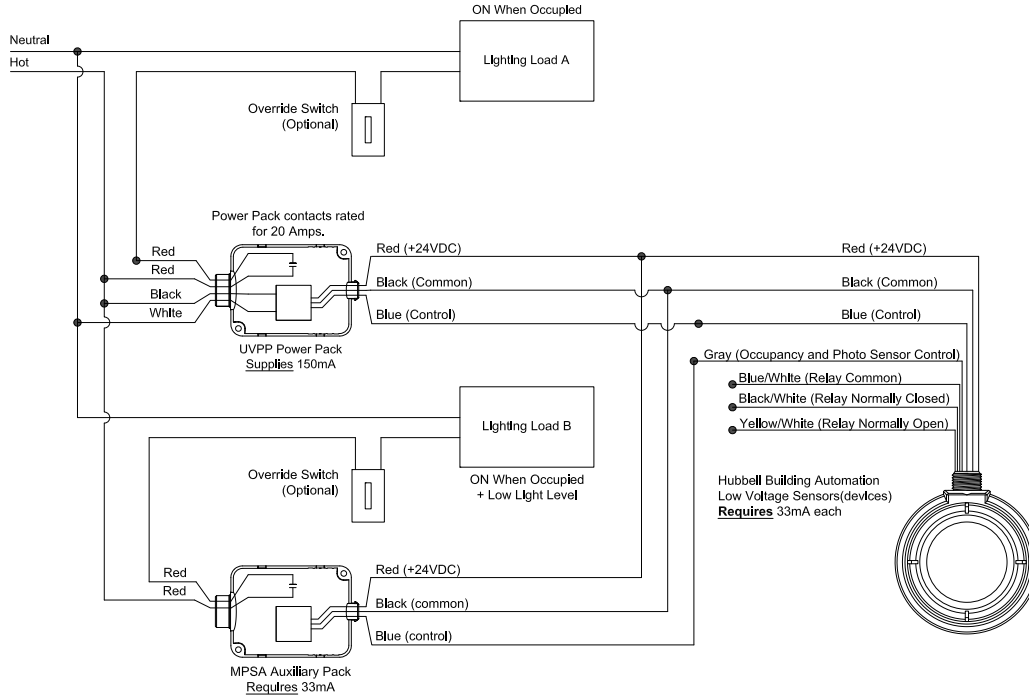 ON When Occupied
Neutral
Hot
Lighting Load A
Override Switch
(Optional)
Power Pack contacts rated
for 20 Amps.
Red
Red
Black
White
Red (+24VDC)
Black (Common)
Blue (Control)
Red (+24VDC)
Black (Common)
Blue (Control)
UVPP Power Pack
Supplies 150mA
Gray (Occupancy and Photo Sensor Control)
Blue/White (Relay Common)
Black/White (Relay Normally Closed)
Yellow/White (Relay Normally Open)
Lighting Load B
Override Switch
(Optional)
ON When Occupied
+ Low Light Level
Hubbell Building Automation
Low Voltage Sensors(devices)
Requires 33mA each
Red
Red
Red (+24VDC)
Black (common)
Blue (control)
MPSA Auxiliary Pack
Requires 33mA